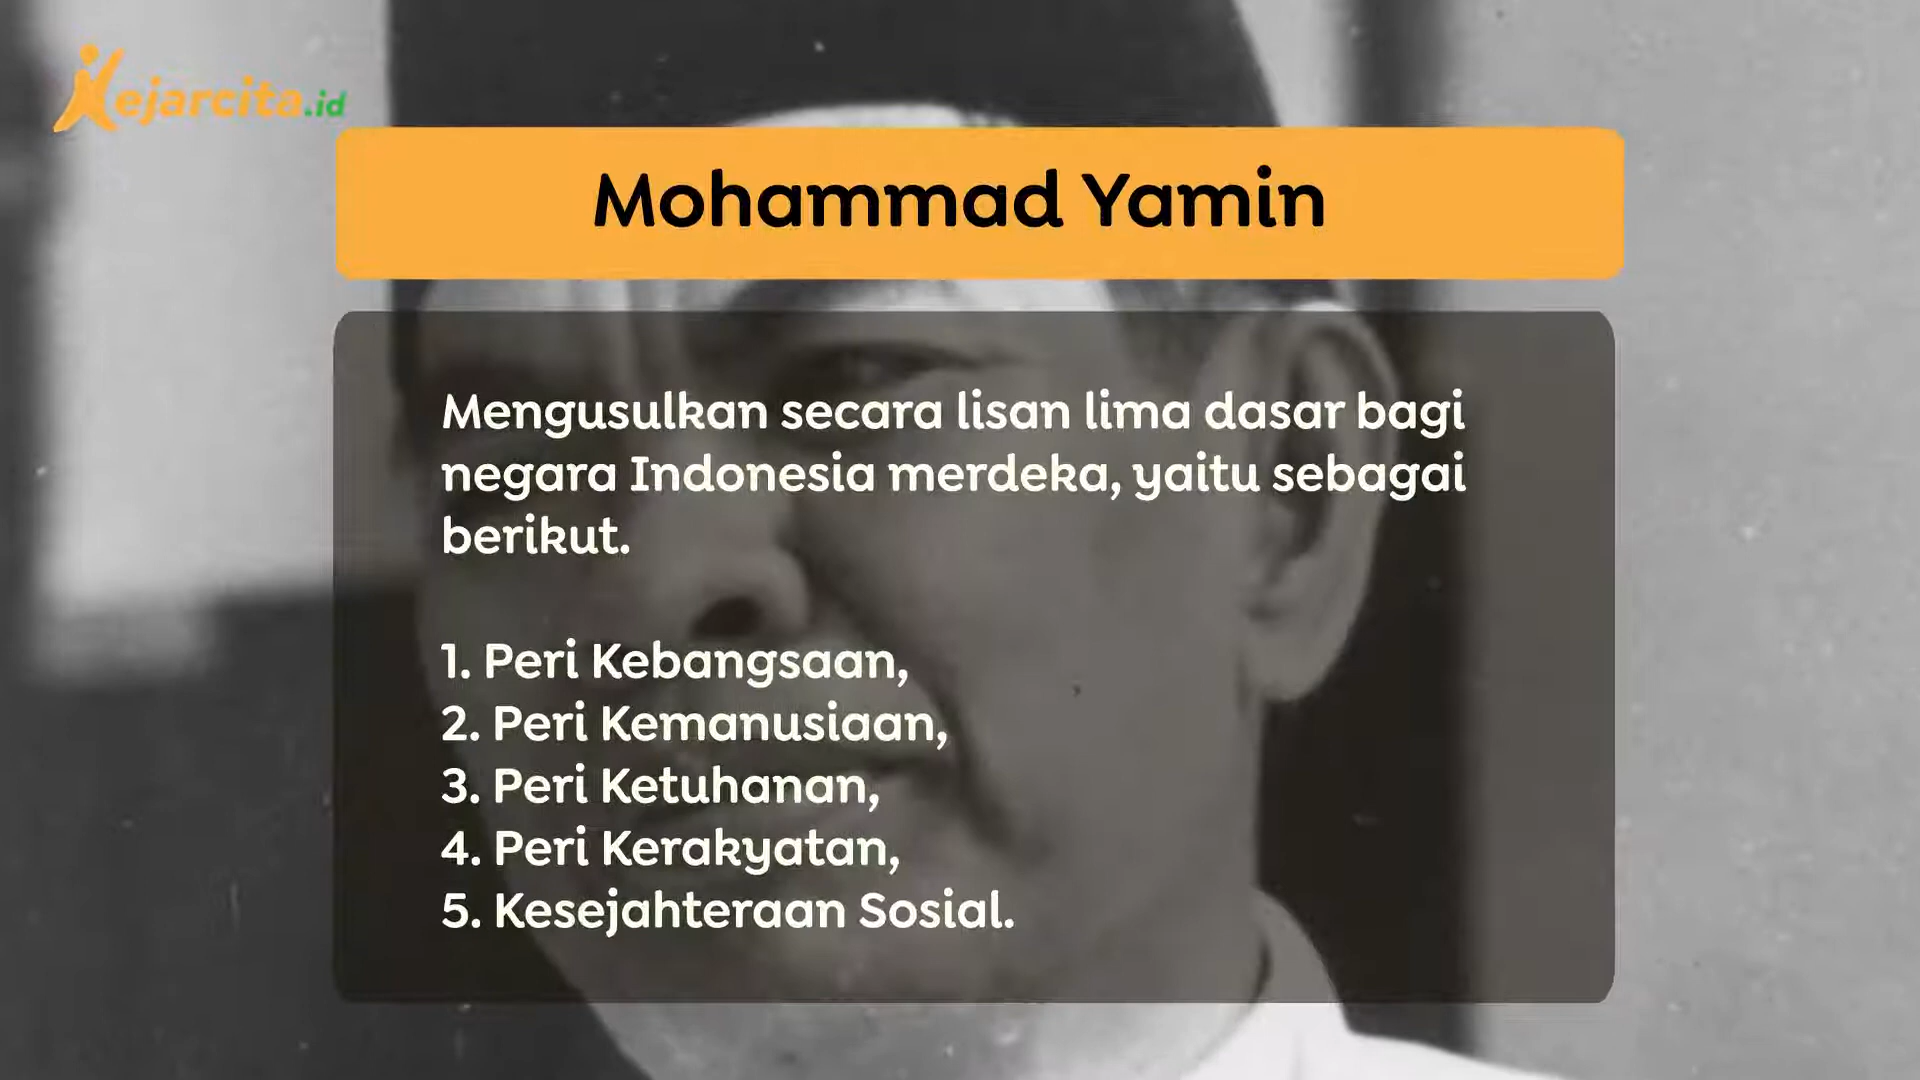 Kejarcita.id
Mohammad Yamin
Mengusulkan secara lisan lima dasar bagi
negara Indonesia merdeka, yaitu sebagai
berikut.
1. Peri Kebangsaan,
2. Peri Kemanusiaan,
3. Peri Ketuhanan,
4. Peri Kerakyatan,
5. Kesejahteraan Sosial.